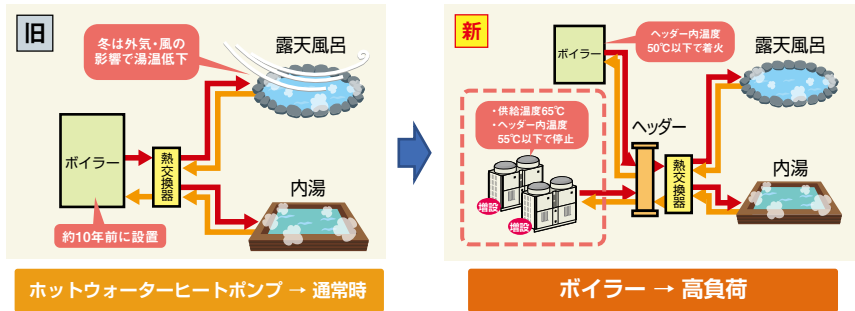 旧
冬は外気・風の
影響で湯温低下
露天風呂
ボイラー
熱交換器
内湯
約10年前に設置
ホットウォーターヒートポンプ → 通常時
新
ボイラー
ヘッダー内温度
50℃以下で着火
露天風呂
・供給温度65℃
・ヘッダー内温度
55℃以下で停止
ヘッダー
熱交換器
内湯
増設
増設
ボイラー → 高負荷